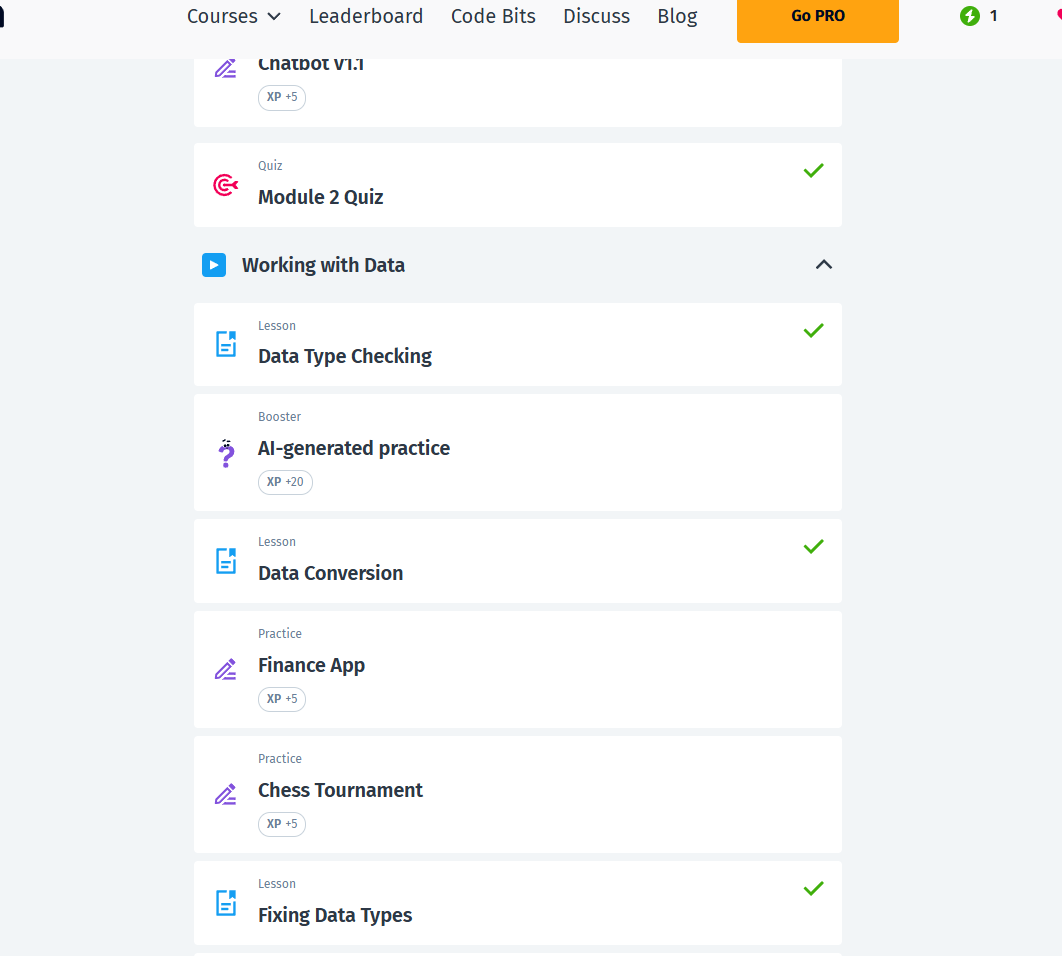 Courses Leaderboard Code Bits Discuss Blog Go PRO 1
Chatbot v1.1
XP +5
Quiz
Module 2 Quiz
Working with Data
Lesson
Data Type Checking
Booster
AI-generated practice
XP +20
Lesson
Data Conversion
Practice
Finance App
XP +5
Practice
Chess Tournament
XP +5
Lesson
Fixing Data Types